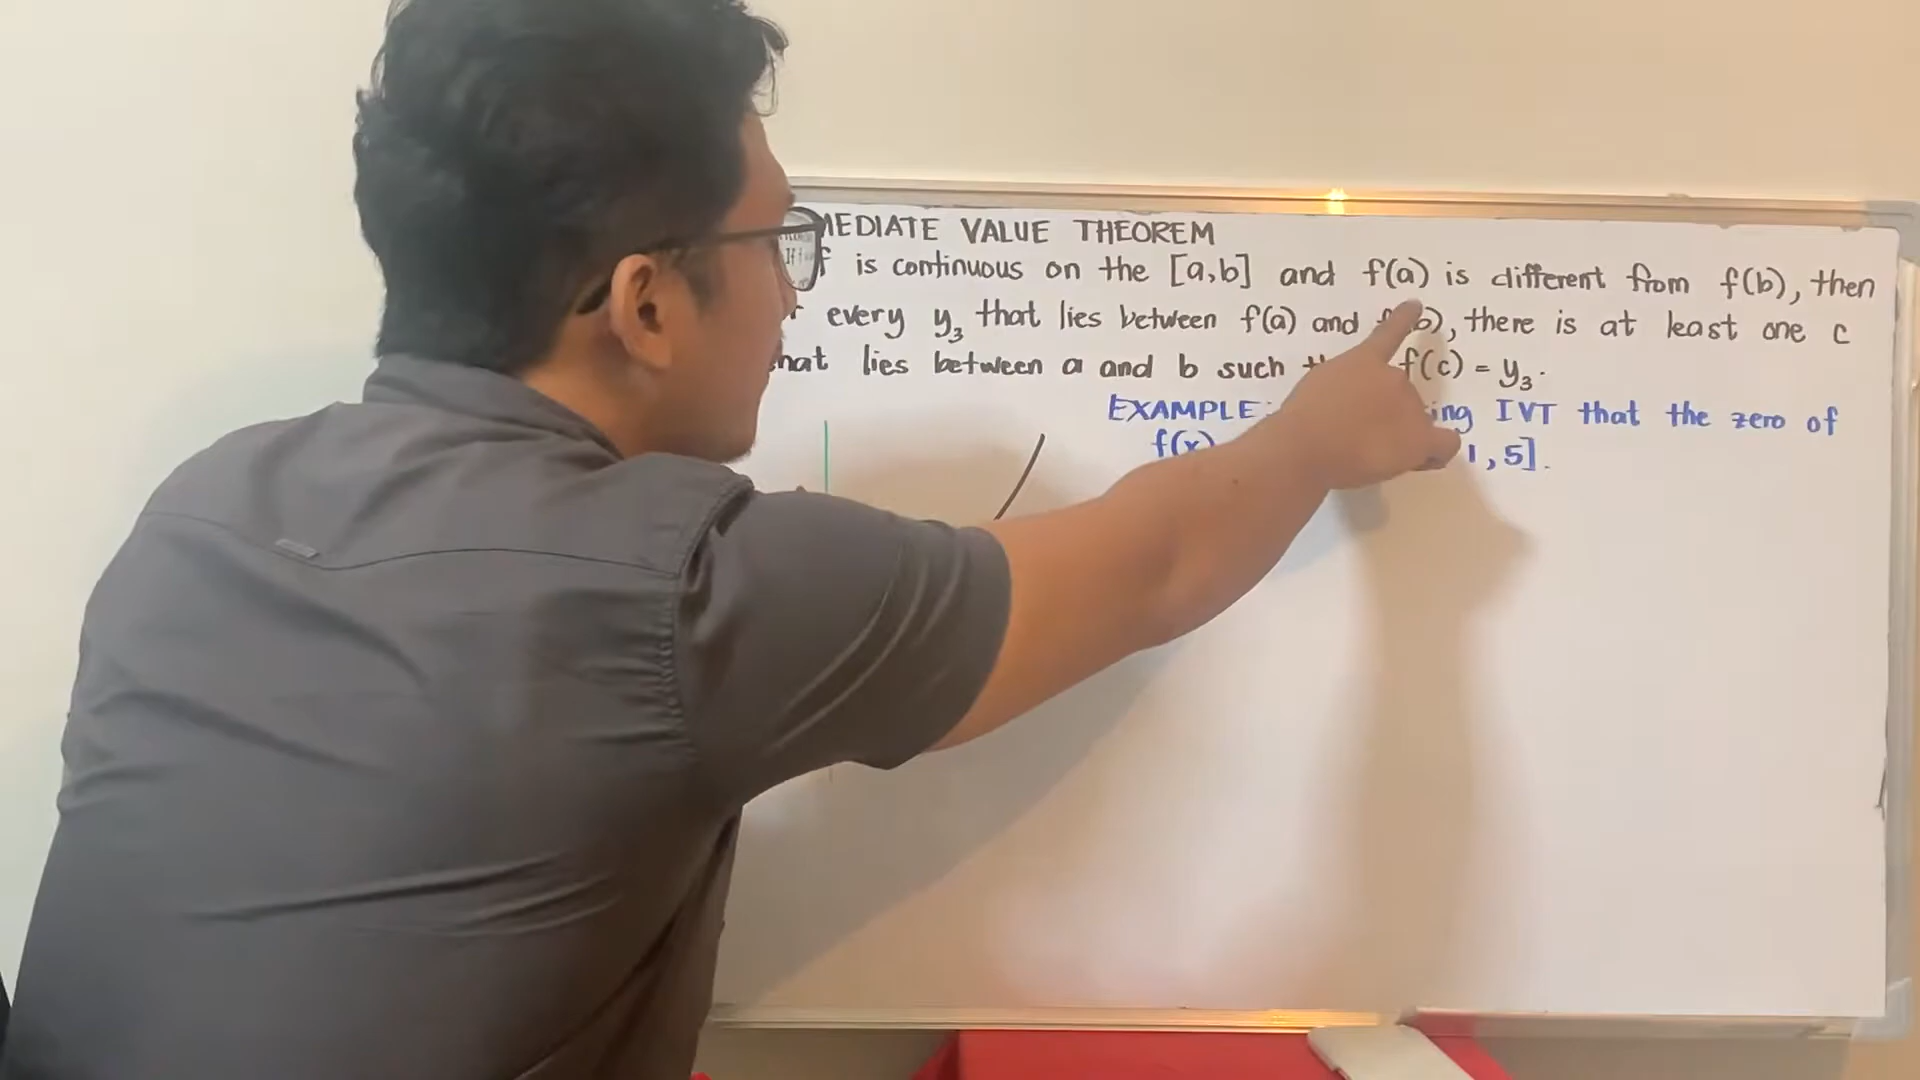 MEDIATE VALUE THEOREM
f is continuous on the [a,b] and f(a) is different from f(b), then
every y₃ that lies between f(a) and b), there is at least one c
hat lies between a and b such f(c) = y₃.
EXAMPLE: ing IVT that the zero of
f(x) 1, 5].